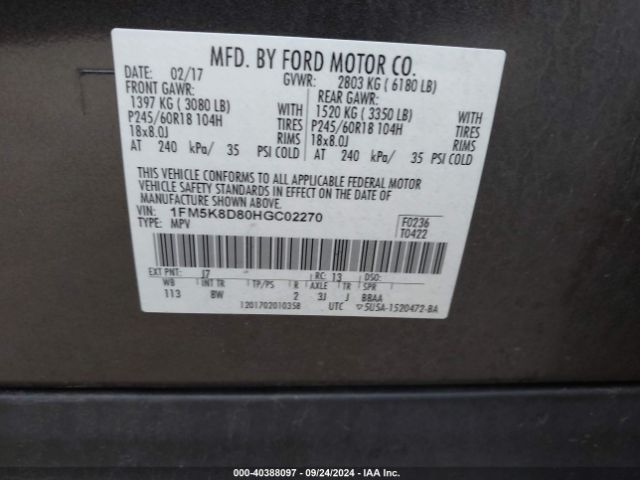 MFD. BY FORD MOTOR CO.
DATE: 02/17 GVWR: 2803 KG ( 6180 LB)
FRONT GAWR: REAR GAWR:
1397 KG ( 3080 LB) WITH 1520 KG ( 3350 LB) WITH
P245/60R18 104H TIRES P245/60R18 104H TIRES
18x8.0J RIMS 18x8.0J RIMS
AT 240 kPa/ 35 PSI COLD AT 240 kPa/ 35 PSI COLD
THIS VEHICLE CONFORMS TO ALL APPLICABLE FEDERAL MOTOR
VEHICLE SAFETY STANDARDS IN EFFECT ON THE DATE OF
MANUFACTURE SHOWN ABOVE.
VIN: 1FM5K8D80HGC02270 F0236
TYPE: MPV T0422
EXT PNT: J7 RC: 13 DSO:
WB INT TR TP/PS R AXLE TR SPR
113 BW 2 3J J BBAA
1201702010358 UTC ▽5U5A-1520472-BA
000-40388097 / 09/24/2024 / IAA Inc.